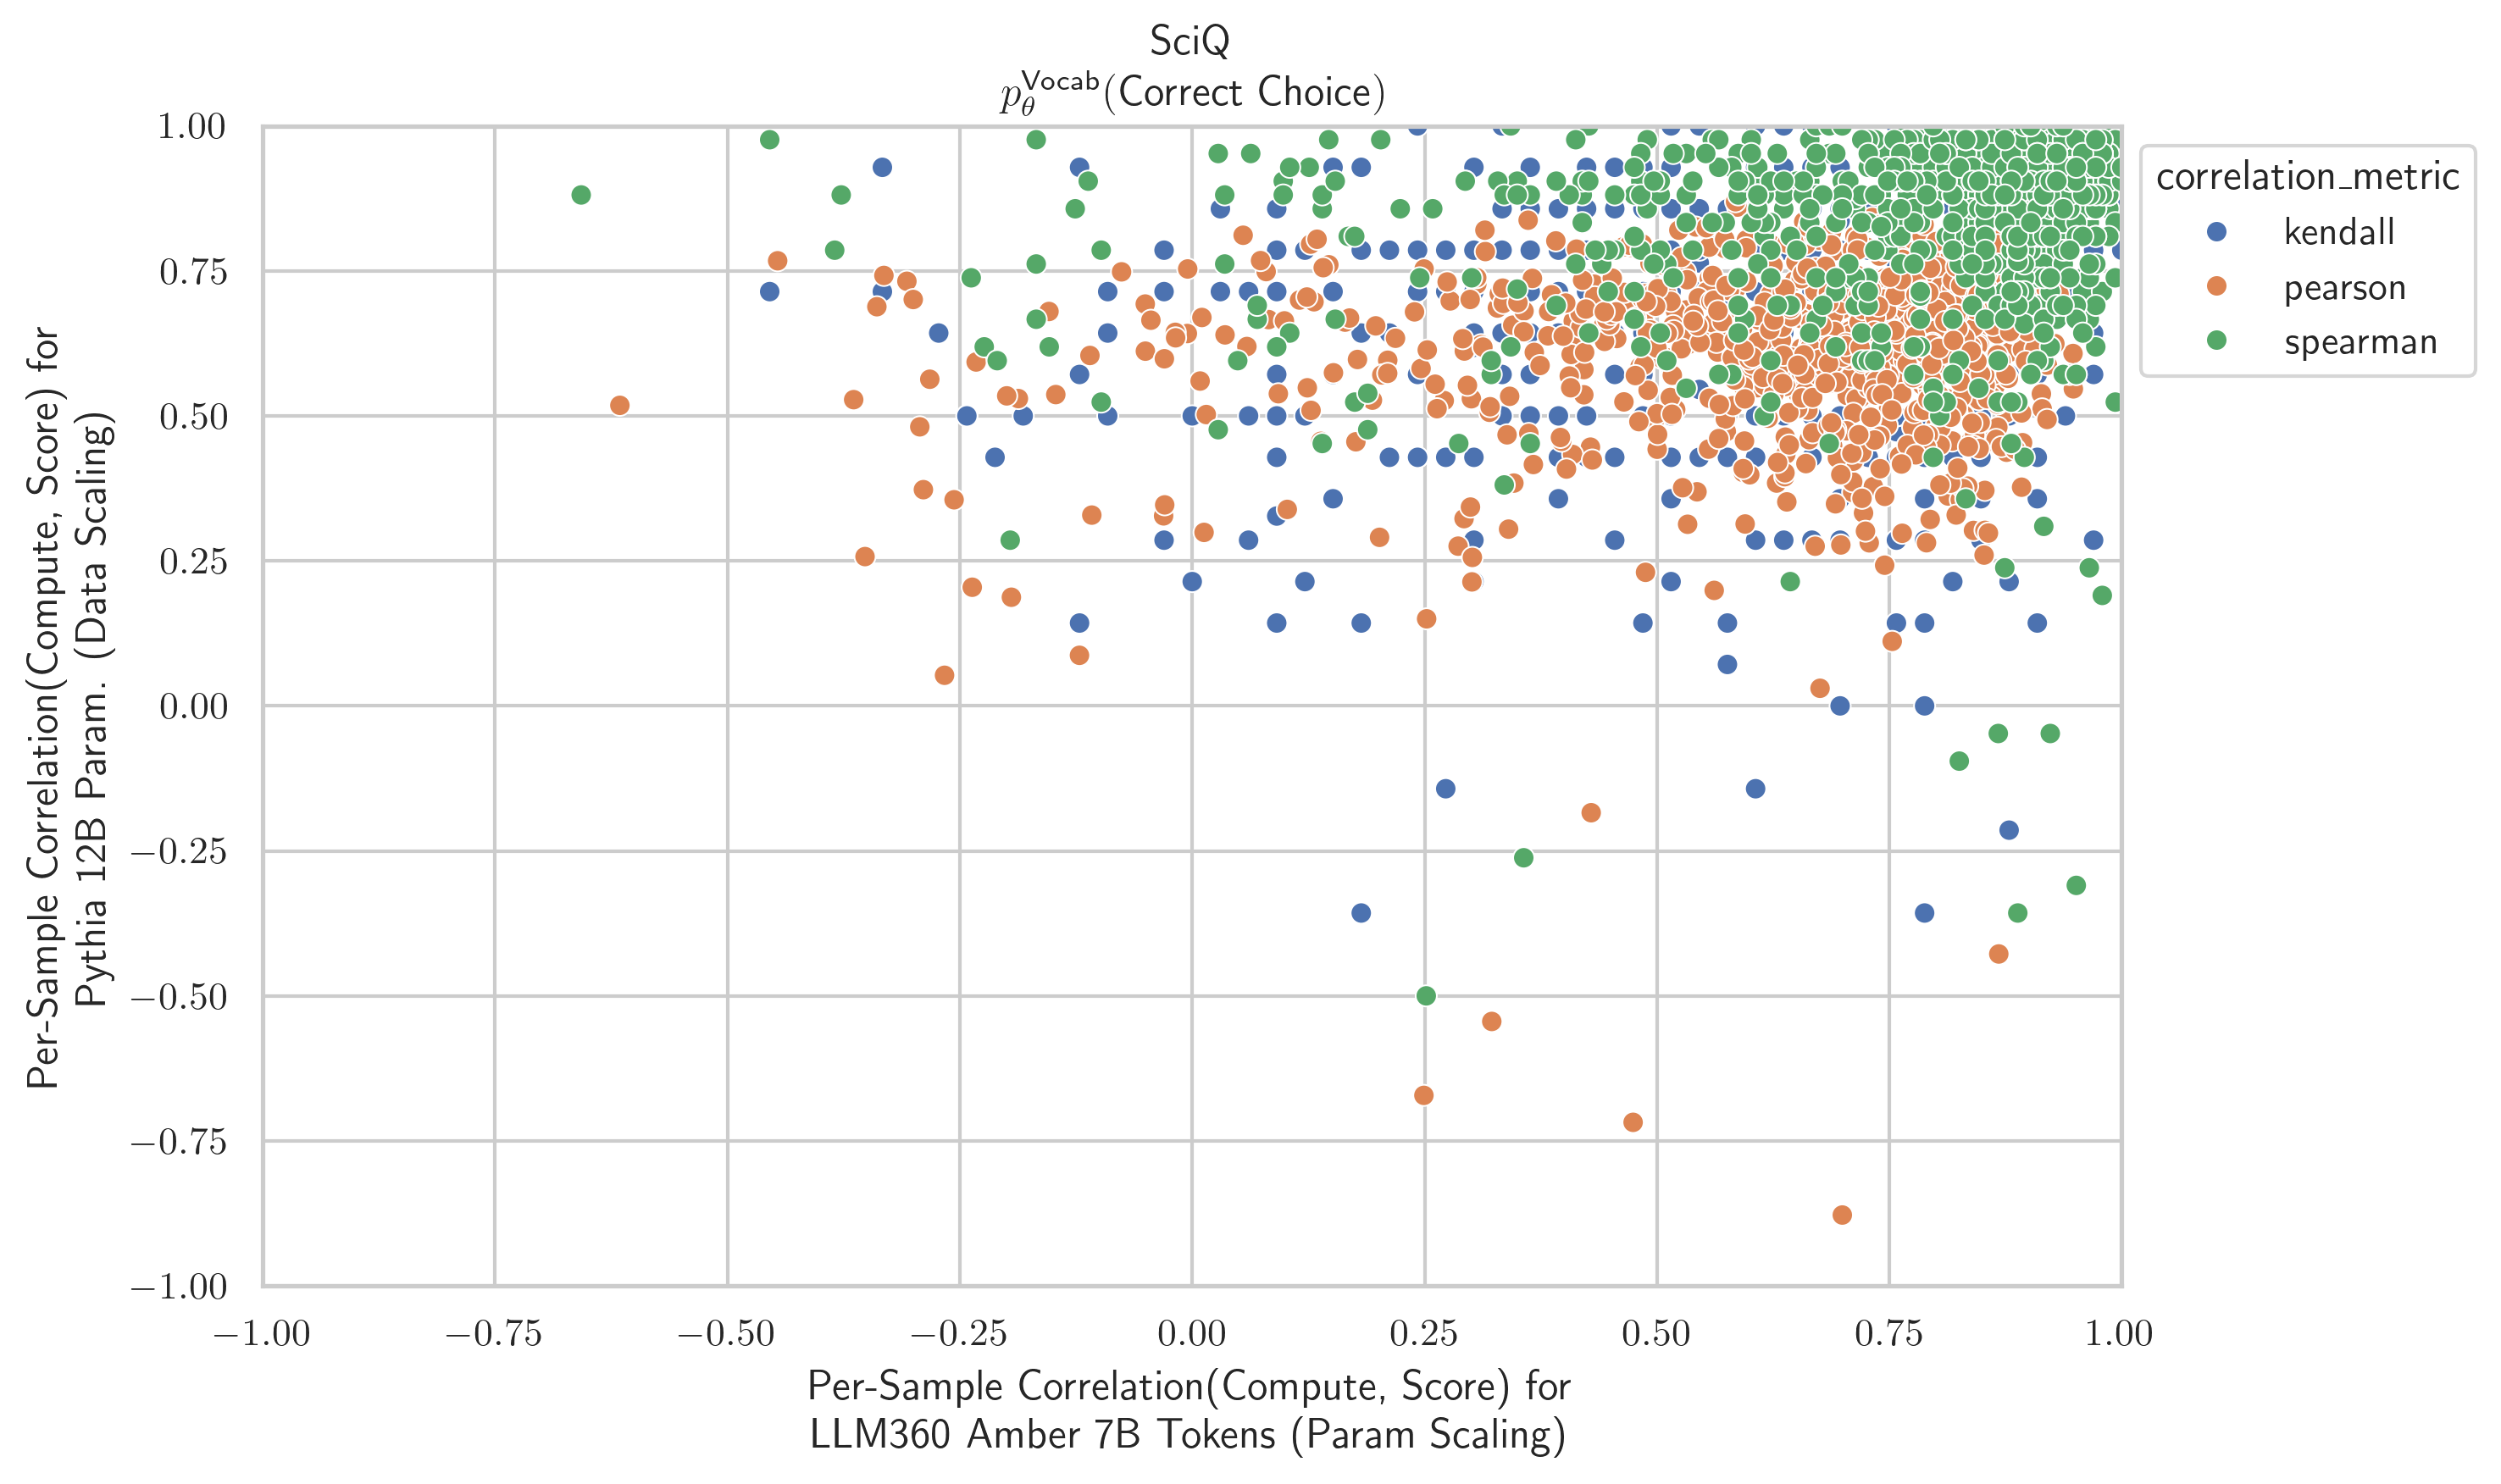 SciQ
p_θ^Vocab(Correct Choice)
1.00
0.75
0.50
0.25
0.00
−0.25
−0.50
−0.75
−1.00
Per-Sample Correlation(Compute, Score) for
Pythia 12B Param. (Data Scaling)
−1.00
−0.75
−0.50
−0.25
0.00
0.25
0.50
0.75
1.00
Per-Sample Correlation(Compute, Score) for
LLM360 Amber 7B Tokens (Param Scaling)
correlation_metric
kendall
pearson
spearman